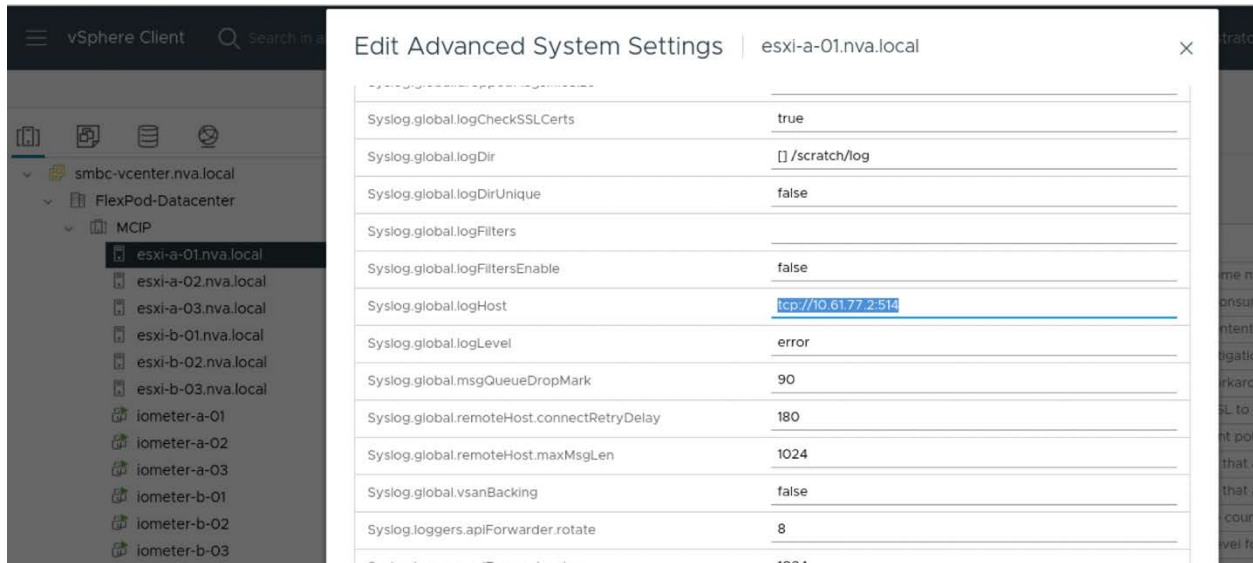 vSphere Client
Search in a
Edit Advanced System Settings esxi-a-01.nva.local
Syslog.global.logCheckSSLCerts true
Syslog.global.logDir [] /scratch/log
Syslog.global.logDirUnique false
Syslog.global.logFilters
Syslog.global.logFiltersEnable false
Syslog.global.logHost tcp://10.61.77.2:514
Syslog.global.logLevel error
Syslog.global.msgQueueDropMark 90
Syslog.global.remoteHost.connectRetryDelay 180
Syslog.global.remoteHost.maxMsgLen 1024
Syslog.global.vsanBacking false
Syslog.loggers.apiForwarder.rotate 8
smbc-vcenter.nva.local
FlexPod-Datacenter
MCIP
esxi-a-01.nva.local
esxi-a-02.nva.local
esxi-a-03.nva.local
esxi-b-01.nva.local
esxi-b-02.nva.local
esxi-b-03.nva.local
iometer-a-01
iometer-a-02
iometer-a-03
iometer-b-01
iometer-b-02
iometer-b-03